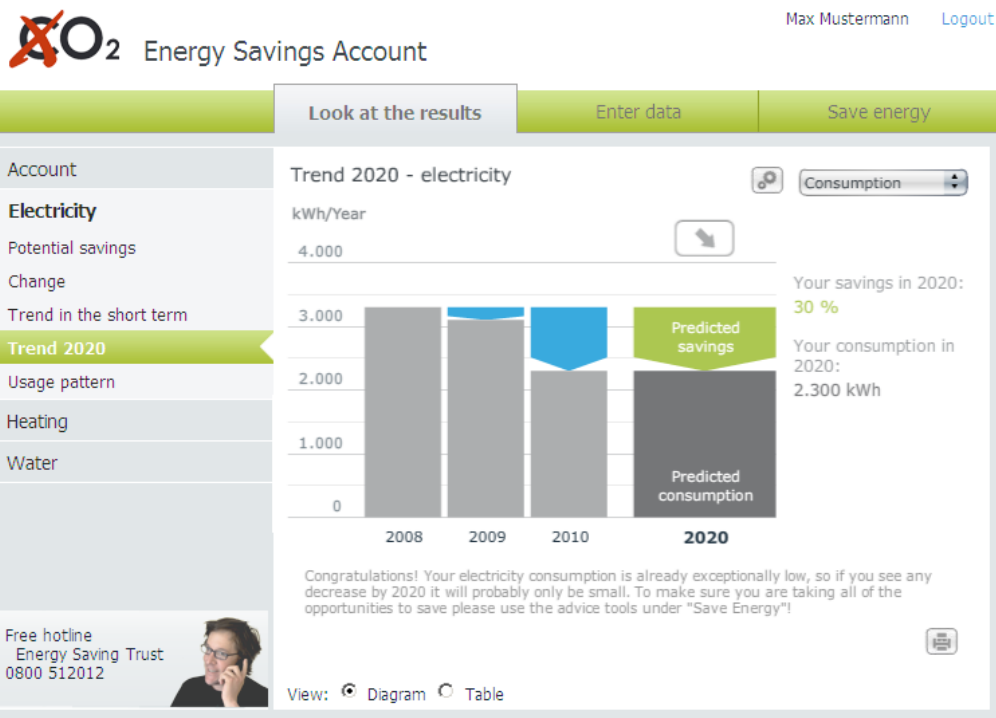 CO2 Energy Savings Account
Max Mustermann Logout
Look at the results
Enter data
Save energy
Account
Electricity
Potential savings
Change
Trend in the short term
Trend 2020
Usage pattern
Heating
Water
Free hotline
Energy Saving Trust
0800 512012
Trend 2020 - electricity
Consumption
kWh/Year
4.000
3.000
2.000
1.000
0
Predicted
savings
Predicted
consumption
2008 2009 2010 2020
Your savings in 2020:
30 %
Your consumption in
2020:
2.300 kWh
Congratulations! Your electricity consumption is already exceptionally low, so if you see any
decrease by 2020 it will probably only be small. To make sure you are taking all of the
opportunities to save please use the advice tools under "Save Energy"!
View: Diagram Table